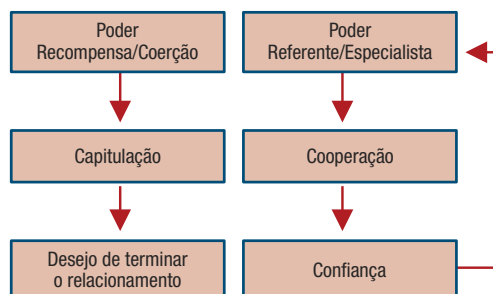 Poder
Recompensa/Coerção
Poder
Referente/Especialista
Capitulação
Cooperação
Desejo de terminar
o relacionamento
Confiança